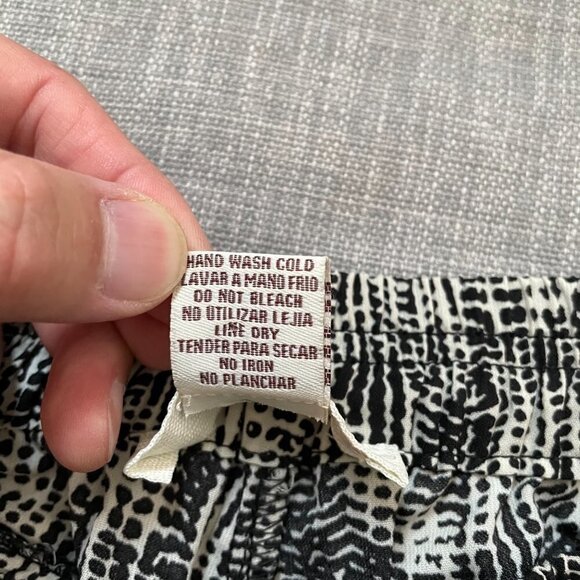 HAND WASH COLD
LAVAR A MANO FRIO
DO NOT BLEACH
NO UTILIZAR LEJIA
LINE DRY
TENDER PARA SECAR
NO IRON
NO PLANCHAR